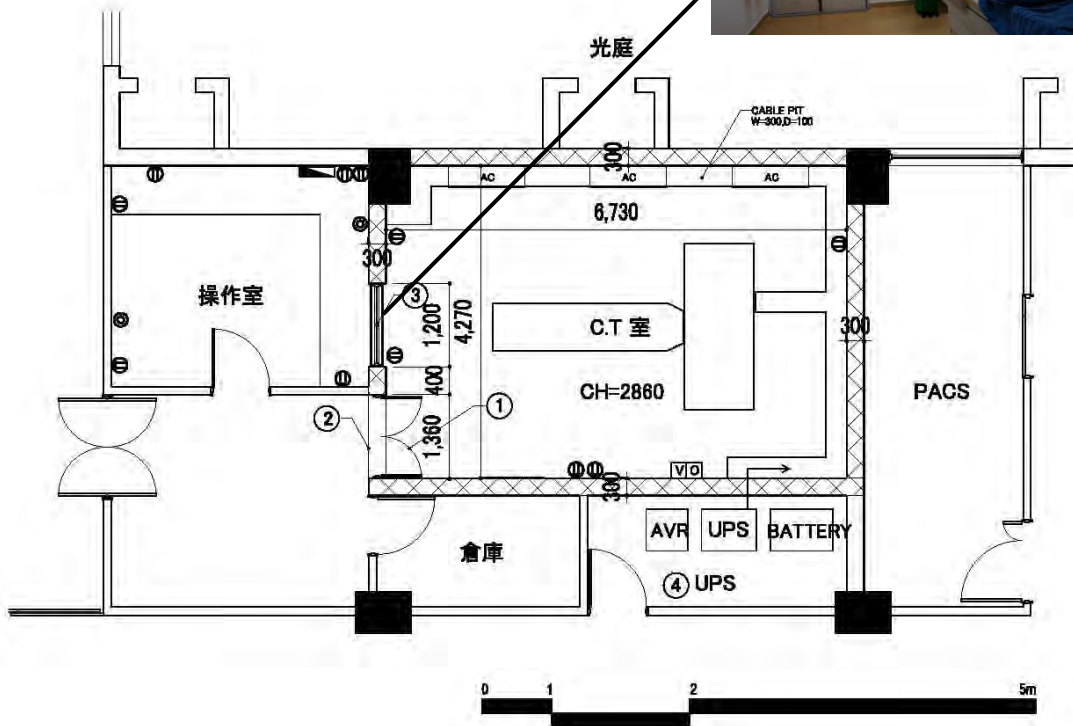 光庭
CABLE PIT
W=300,D=100
300
AC
AC
AC
6,730
300
操作室
③
1,200
4,270
C.T 室
300
400
CH=2860
PACS
①
②
1,360
V O
300
AVR
UPS
BATTERY
倉庫
④ UPS
0
1
2
5m